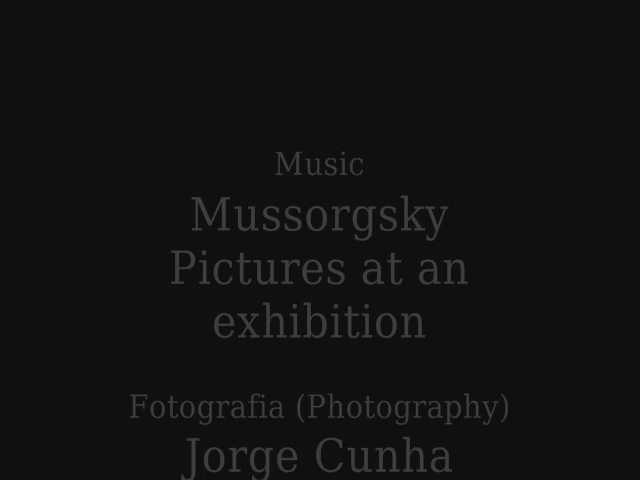 Music
Mussorgsky
Pictures at an
exhibition
Fotografia (Photography)
Jorge Cunha